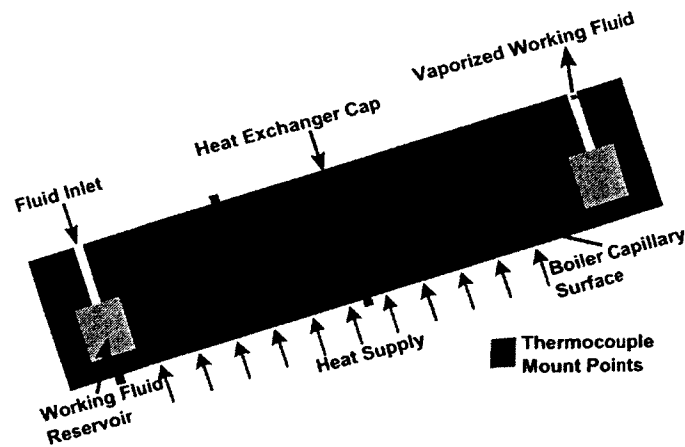 Vaporized Working Fluid
Heat Exchanger Cap
Fluid Inlet
Boiler Capillary
Surface
Heat Supply
Thermocouple
Mount Points
Working Fluid
Reservoir